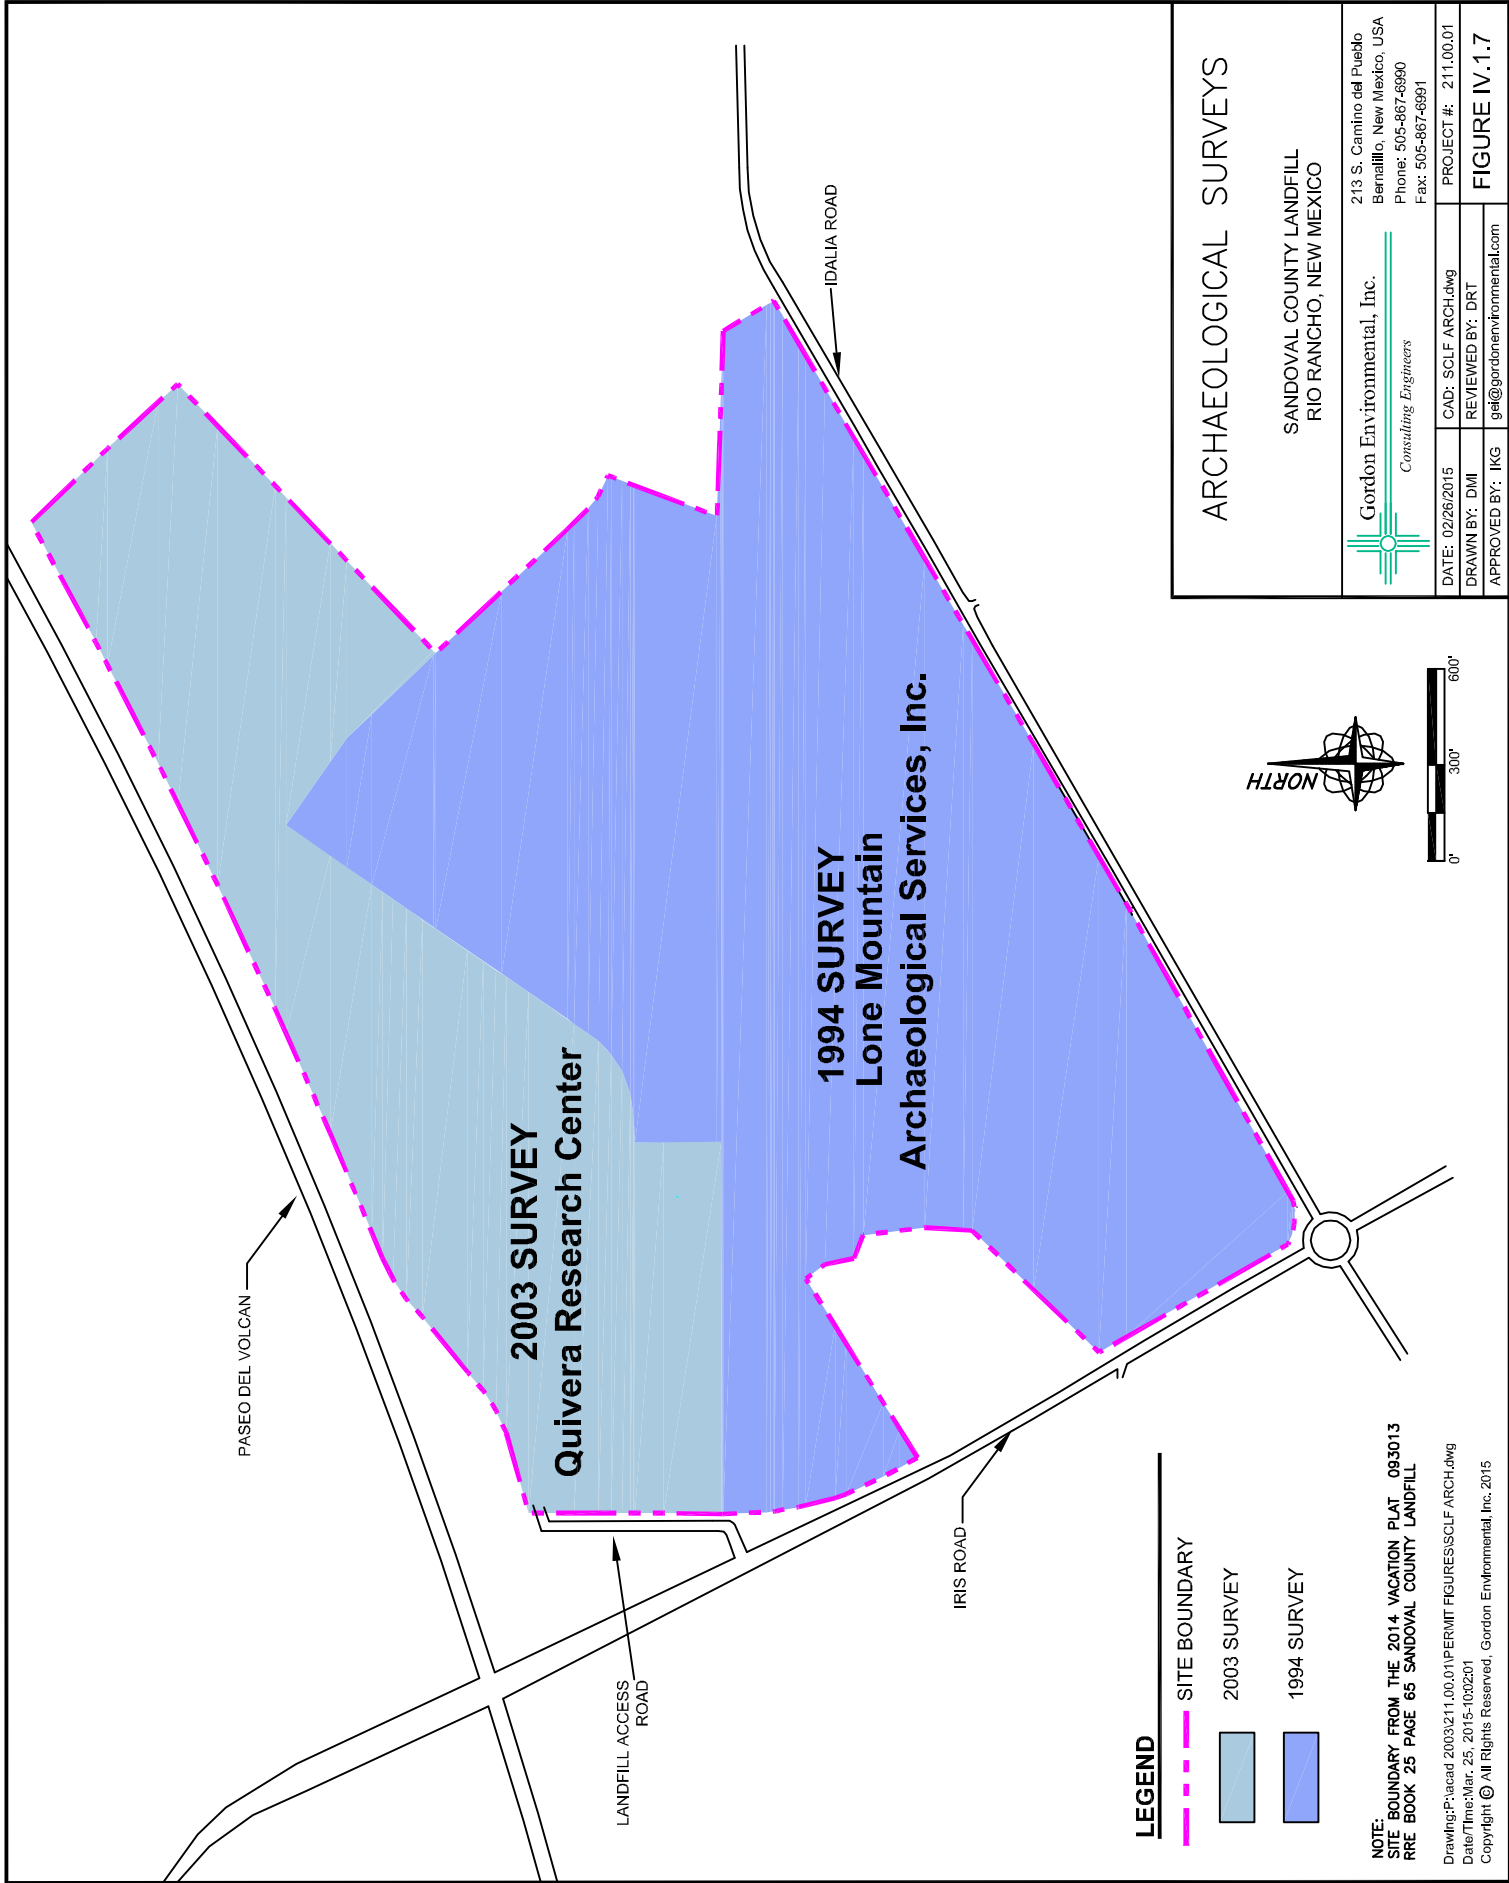 PASEO DEL VOLCAN
2003 SURVEY
Quivera Research Center
IDALIA ROAD
1994 SURVEY
Lone Mountain
Archaeological Services, Inc.
LANDFILL ACCESS
ROAD
IRIS ROAD
LEGEND
SITE BOUNDARY
2003 SURVEY
1994 SURVEY
NOTE:
SITE BOUNDARY FROM THE 2014 VACATION PLAT 093013
RRE BOOK 25 PAGE 65 SANDOVAL COUNTY LANDFILL
Drawing:P:\acad 2003\211.00.01\PERMIT FIGURES\SCLF ARCH.dwg
Date/Time:Mar. 25, 2015-10:02:01
Copyright © All Rights Reserved, Gordon Environmental, Inc. 2015
NORTH
0' 300' 600'
ARCHAEOLOGICAL SURVEYS
SANDOVAL COUNTY LANDFILL
RIO RANCHO, NEW MEXICO
Gordon Environmental, Inc.
Consulting Engineers
213 S. Camino del Pueblo
Bernalillo, New Mexico, USA
Phone: 505-867-6990
Fax: 505-867-6991
DATE: 02/26/2015 CAD: SCLF ARCH.dwg PROJECT #: 211.00.01
DRAWN BY: DMI REVIEWED BY: DRT
APPROVED BY: IKG gei@gordonenvironmental.com
FIGURE IV.1.7